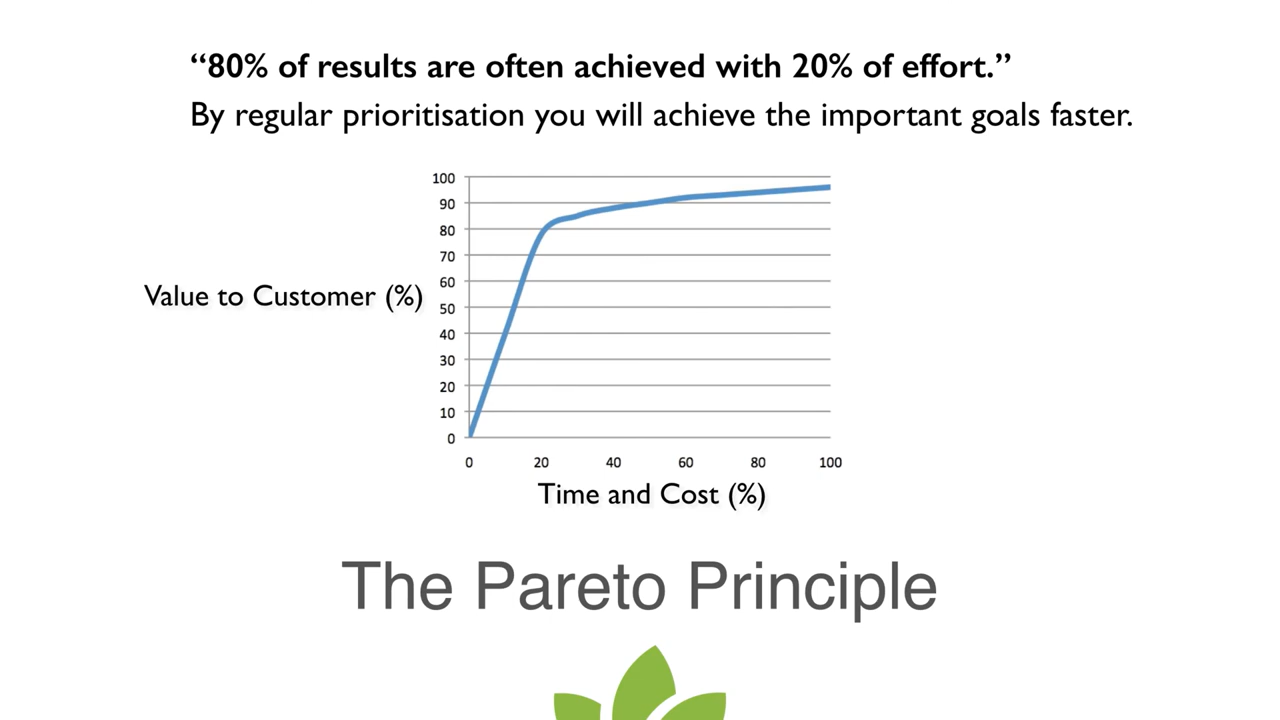 “80% of results are often achieved with 20% of effort.”
By regular prioritisation you will achieve the important goals faster.
100
90
80
70
60
50
40
30
20
10
0
Value to Customer (%)
0 20 40 60 80 100
Time and Cost (%)
The Pareto Principle